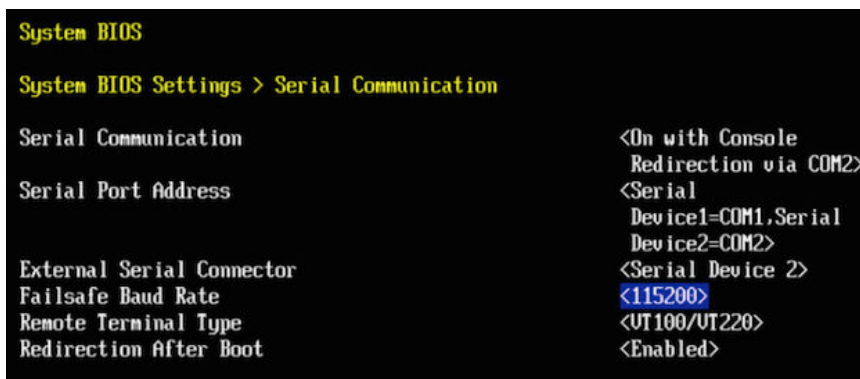 System BIOS
System BIOS Settings > Serial Communication
Serial Communication <On with Console
Redirection via COM2>
Serial Port Address <Serial
Device1=COM1,Serial
Device2=COM2>
External Serial Connector <Serial Device 2>
Failsafe Baud Rate <115200>
Remote Terminal Type <VT100/VT220>
Redirection After Boot <Enabled>